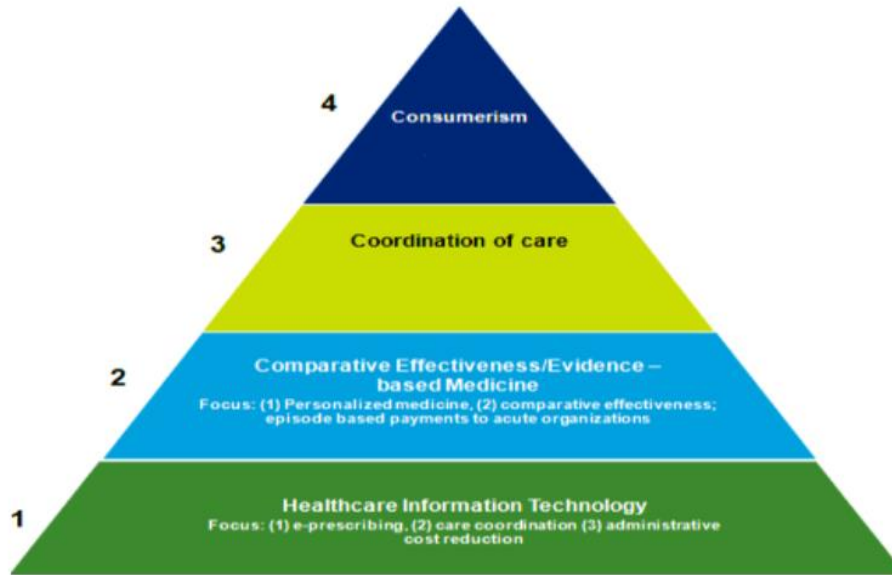 4
Consumerism
3
Coordination of care
2
Comparative Effectiveness/Evidence –
based Medicine
Focus: (1) Personalized medicine, (2) comparative effectiveness;
episode based payments to acute organizations
1
Healthcare Information Technology
Focus: (1) e-prescribing, (2) care coordination (3) administrative
cost reduction